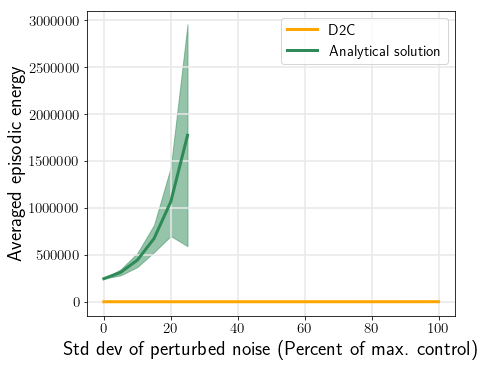 D2C
Analytical solution
3000000
2500000
2000000
1500000
1000000
500000
0
Averaged episodic energy
0 20 40 60 80 100
Std dev of perturbed noise (Percent of max. control)